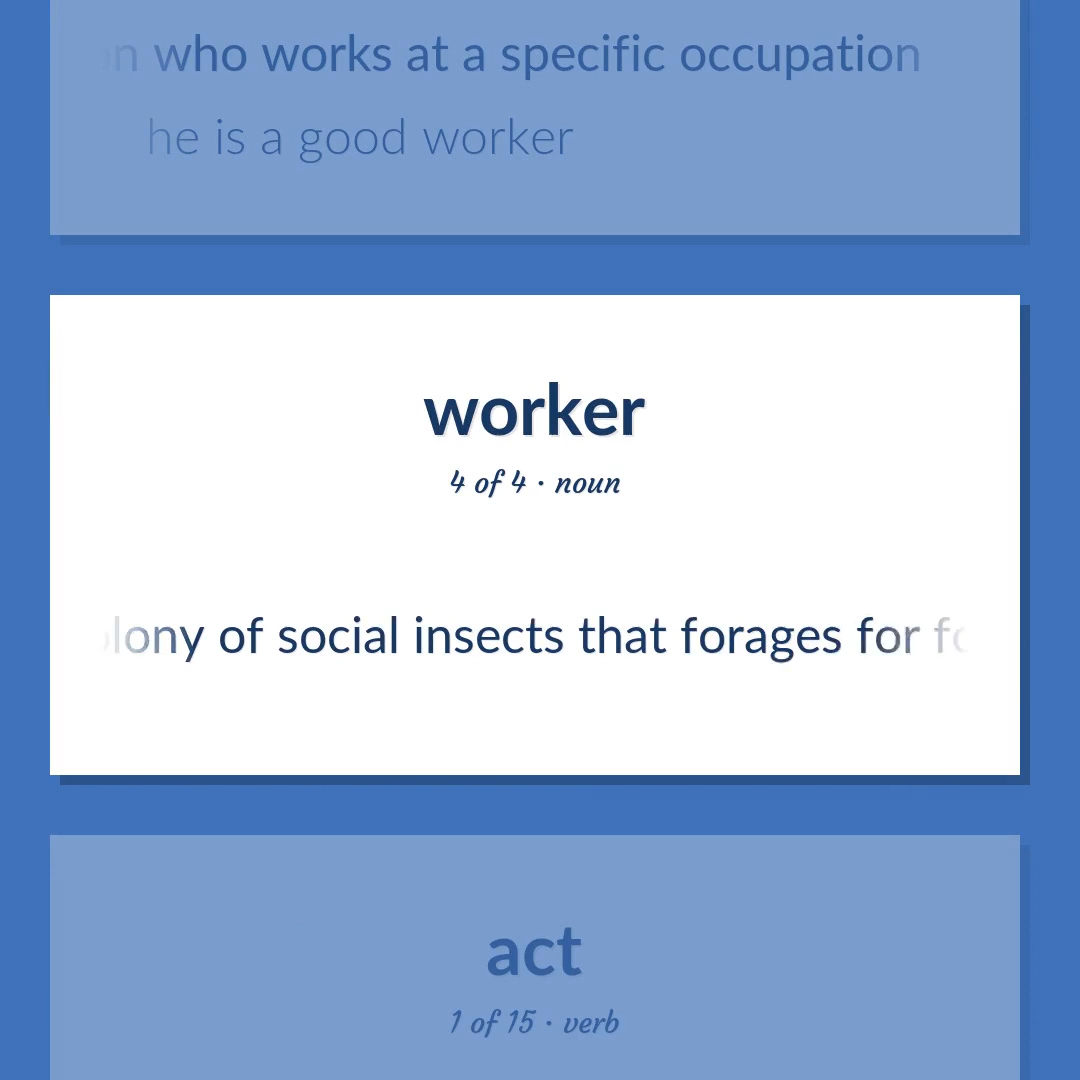 who works at a specific occupation
he is a good worker
worker
4 of 4 · noun
of social insects that forages for
act
1 of 15 · verb